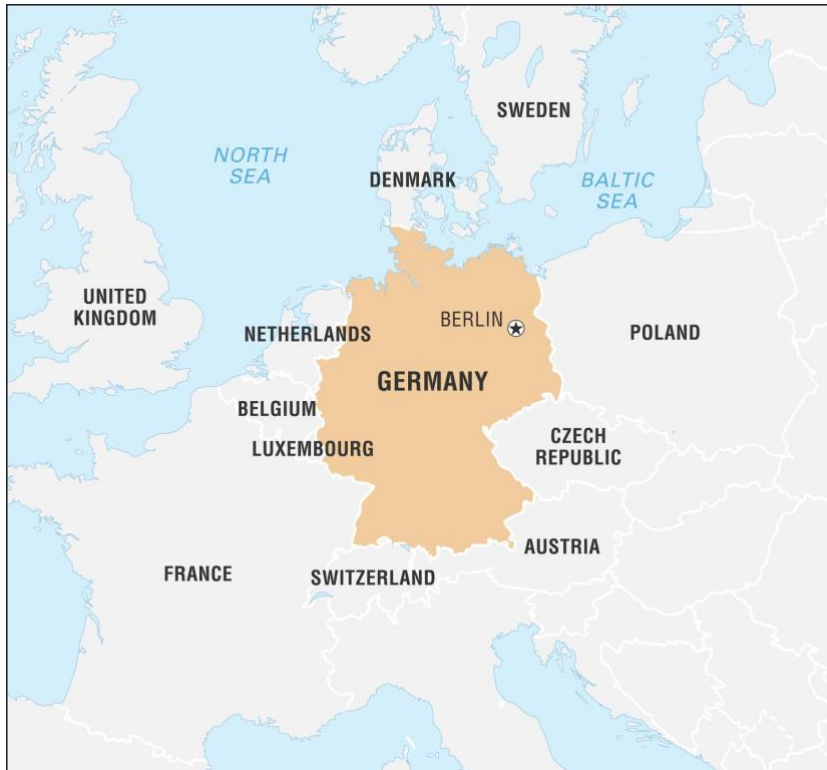 SWEDEN
NORTH
SEA
DENMARK
BALTIC
SEA
UNITED
KINGDOM
NETHERLANDS
BERLIN
POLAND
GERMANY
BELGIUM
LUXEMBOURG
CZECH
REPUBLIC
AUSTRIA
FRANCE
SWITZERLAND